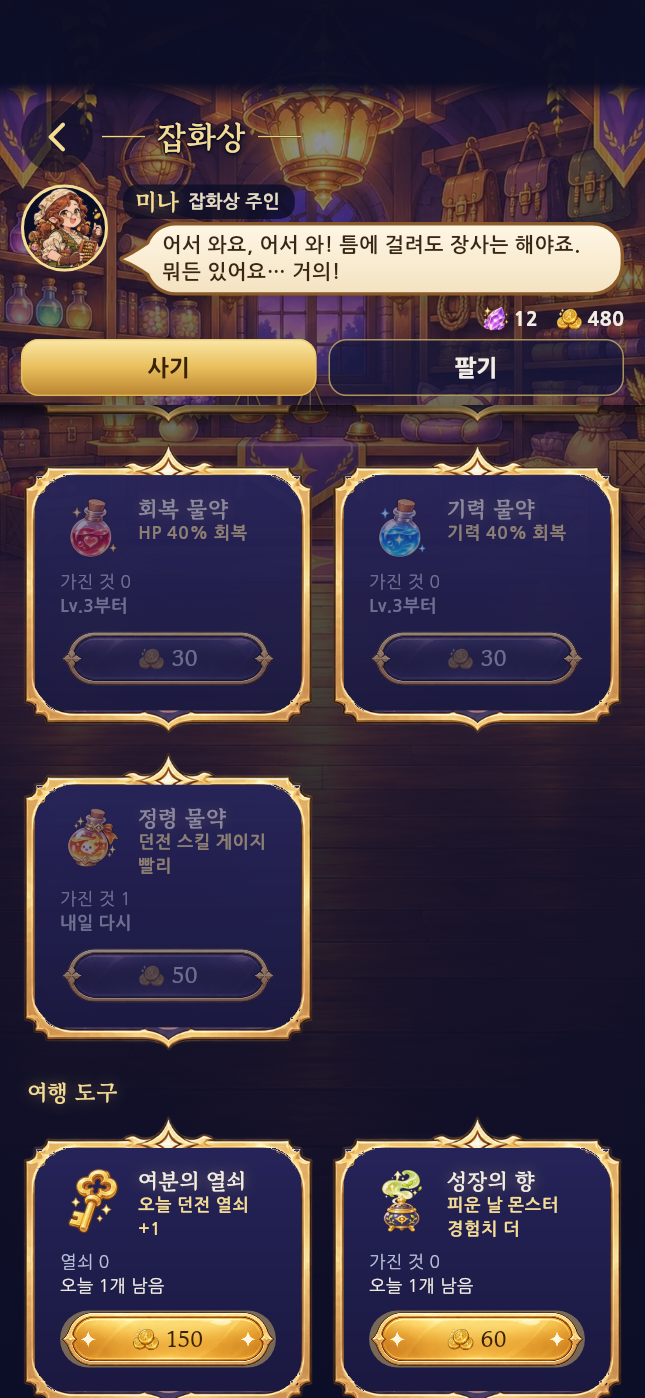 잡화상
미나 잡화상 주인
어서 와요, 어서 와! 틈에 걸려도 장사는 해야죠.
뭐든 있어요… 거의!
12 480
사기 팔기
회복 물약
HP 40% 회복
가진 것 0
Lv.3부터
30
기력 물약
기력 40% 회복
가진 것 0
Lv.3부터
30
정령 물약
던전 스킬 게이지
빨리
가진 것 1
내일 다시
50
여행 도구
여분의 열쇠
오늘 던전 열쇠
+1
열쇠 0
오늘 1개 남음
150
성장의 향
피운 날 몬스터
경험치 더
가진 것 0
오늘 1개 남음
60